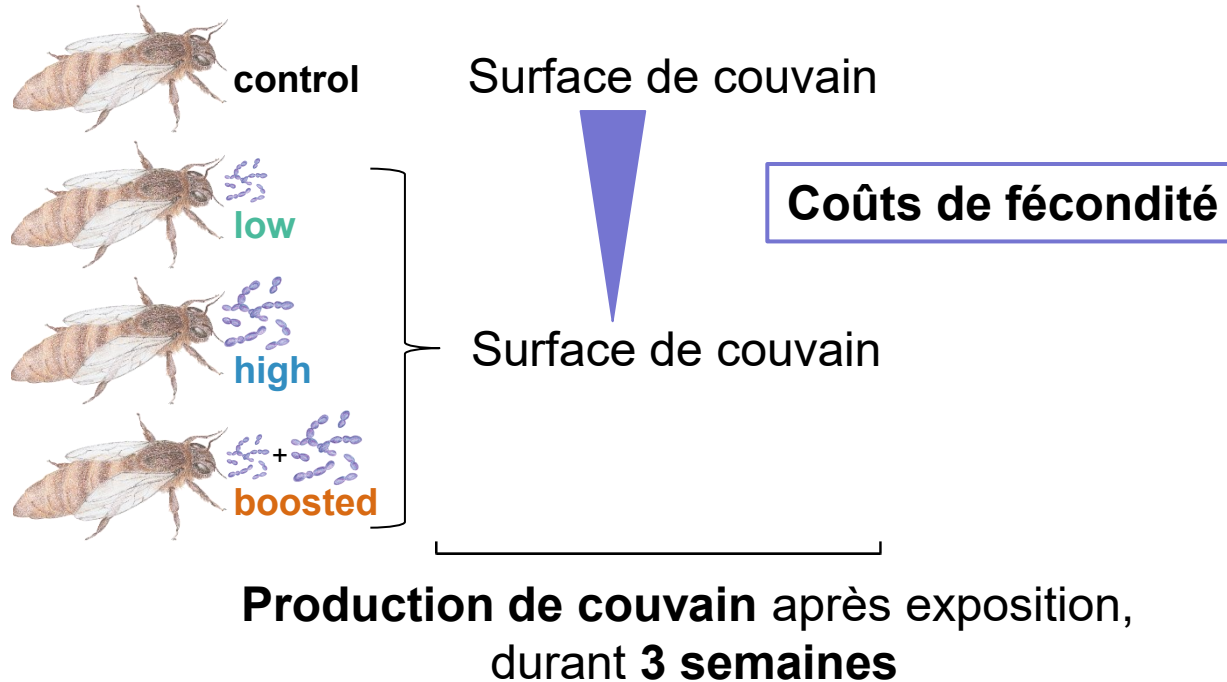 control
Surface de couvain
low
Coûts de fécondité
high
Surface de couvain
+
boosted
Production de couvain après exposition,
durant 3 semaines